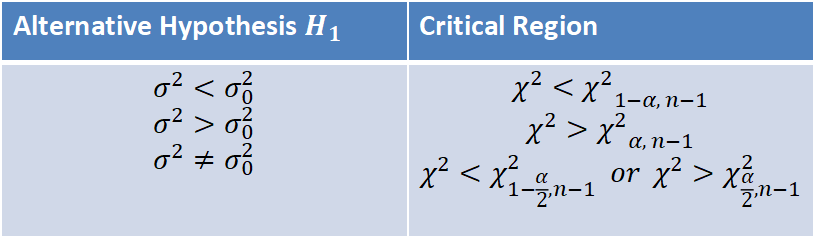 Alternative Hypothesis H₁ Critical Region
σ² < σ₀² χ² < χ²₁₋α, ₙ₋₁
σ² > σ₀² χ² > χ²α, ₙ₋₁
σ² ≠ σ₀² χ² < χ²₁₋α/₂,ₙ₋₁ or χ² > χ²α/₂,ₙ₋₁